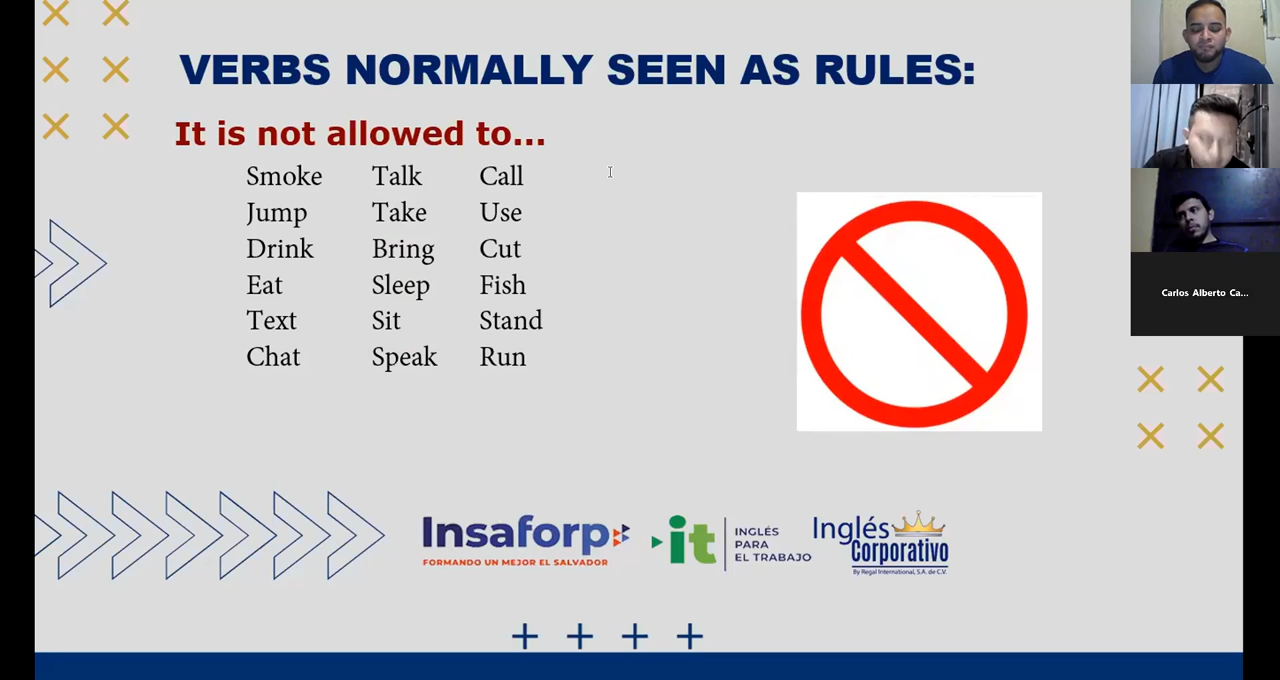 VERBS NORMALLY SEEN AS RULES:
It is not allowed to...
Smoke Talk Call
Jump Take Use
Drink Bring Cut
Eat Sleep Fish
Text Sit Stand
Chat Speak Run
Carlos Alberto Ca...
Insaforp
FORMANDO UN MEJOR EL SALVADOR
it
INGLÉS
PARA
EL TRABAJO
Inglés
Corporativo
By Regal International, S.A. de C.V.